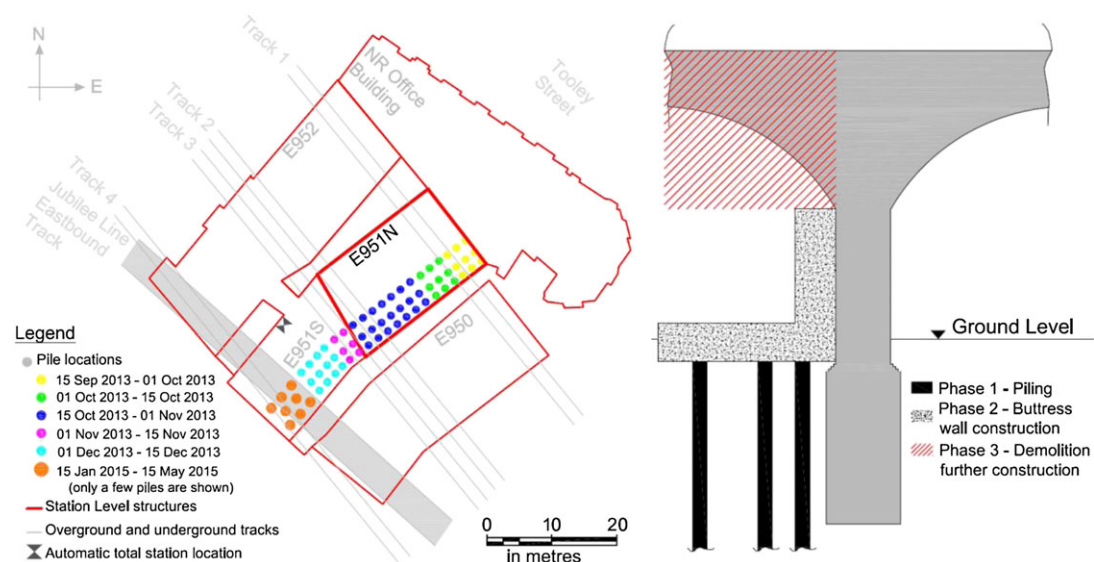 N
E
Track 1
NR Office
Building
Tooley
Street
Track 2
Track 3
E952
Track 4
Jubilee Line
Eastbound
Track
E951N
E951S
E950
Legend
Pile locations
15 Sep 2013 - 01 Oct 2013
01 Oct 2013 - 15 Oct 2013
15 Oct 2013 - 01 Nov 2013
01 Nov 2013 - 15 Nov 2013
01 Dec 2013 - 15 Dec 2013
15 Jan 2015 - 15 May 2015
(only a few piles are shown)
Station Level structures
Overground and underground tracks
Automatic total station location
0 10 20
in metres
Ground Level
Phase 1 - Piling
Phase 2 - Buttress
wall construction
Phase 3 - Demolition
further construction